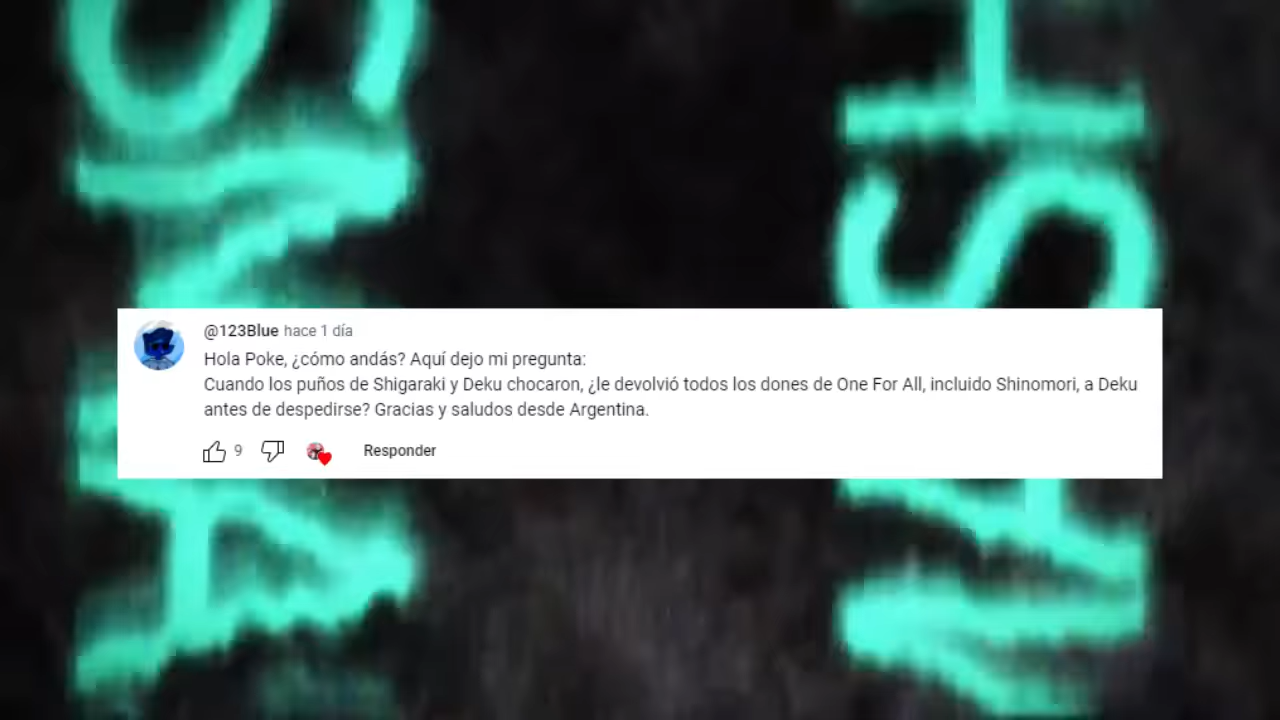 @123Blue hace 1 día
Hola Poke, ¿cómo andás? Aquí dejo mi pregunta:
Cuando los puños de Shigaraki y Deku chocaron, ¿le devolvió todos los dones de One For All, incluido Shinomori, a Deku
antes de despedirse? Gracias y saludos desde Argentina.
9
Responder